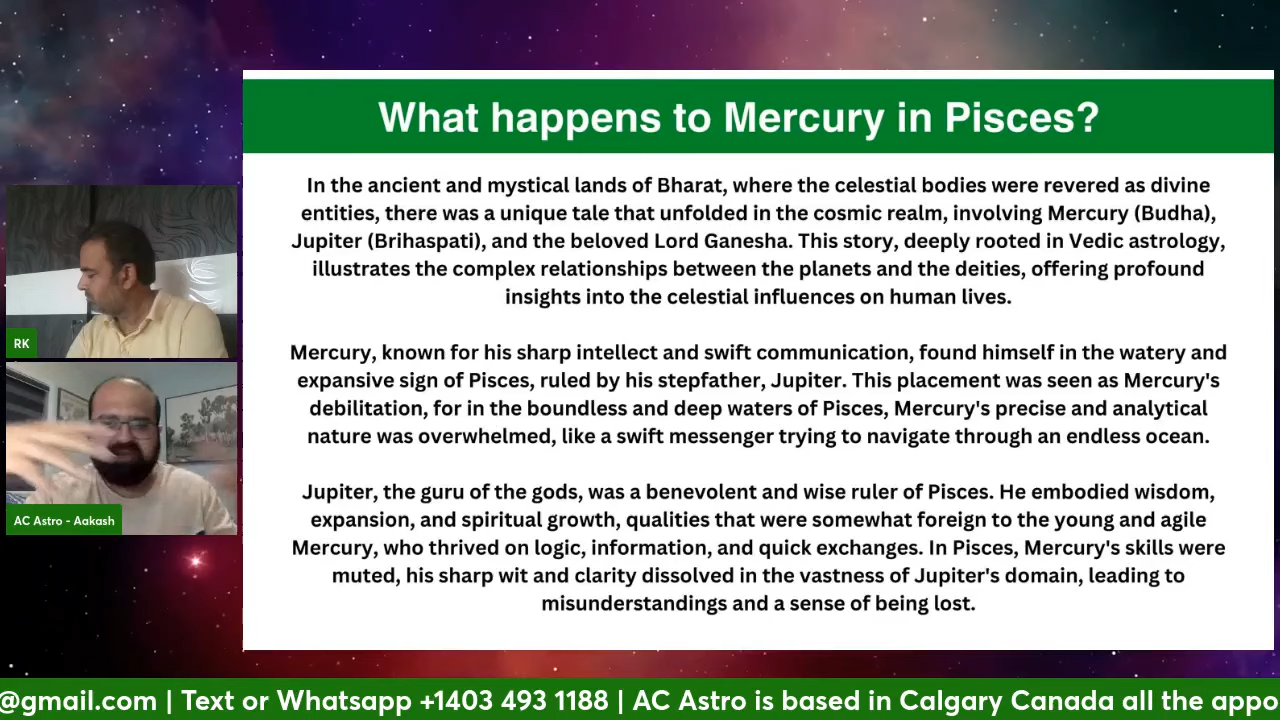 What happens to Mercury in Pisces?
In the ancient and mystical lands of Bharat, where the celestial bodies were revered as divine
entities, there was a unique tale that unfolded in the cosmic realm, involving Mercury (Budha),
Jupiter (Brihaspati), and the beloved Lord Ganesha. This story, deeply rooted in Vedic astrology,
illustrates the complex relationships between the planets and the deities, offering profound
insights into the celestial influences on human lives.
Mercury, known for his sharp intellect and swift communication, found himself in the watery and
expansive sign of Pisces, ruled by his stepfather, Jupiter. This placement was seen as Mercury's
debilitation, for in the boundless and deep waters of Pisces, Mercury's precise and analytical
nature was overwhelmed, like a swift messenger trying to navigate through an endless ocean.
Jupiter, the guru of the gods, was a benevolent and wise ruler of Pisces. He embodied wisdom,
expansion, and spiritual growth, qualities that were somewhat foreign to the young and agile
Mercury, who thrived on logic, information, and quick exchanges. In Pisces, Mercury's skills were
muted, his sharp wit and clarity dissolved in the vastness of Jupiter's domain, leading to
misunderstandings and a sense of being lost.
RK
AC Astro - Aakash
@gmail.com | Text or Whatsapp +1403 493 1188 | AC Astro is based in Calgary Canada all the appo